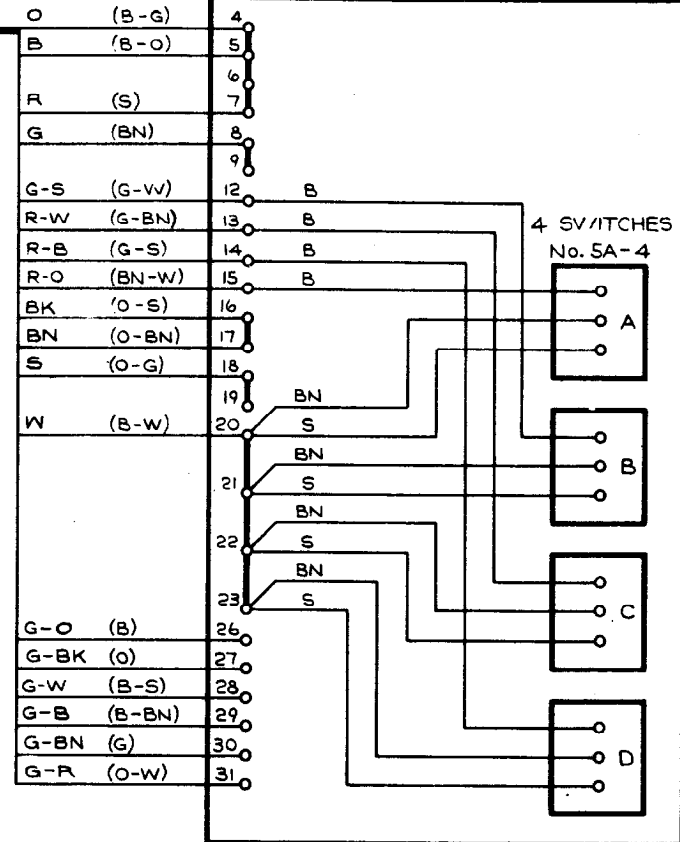 O (B-G) 4
B (B-O) 5
6
R (S) 7
G (BN) 8
9
G-S (G-W) 12 B
R-W (G-BN) 13 B
4 SWITCHES
R-B (G-S) 14 B
No. 5A-4
R-O (BN-W) 15 B
BK (O-S) 16
A
BN (O-BN) 17
S (O-G) 18
19 BN
W (B-W) 20 S
BN
B
21 S
BN
22 S
BN
23 S
C
G-O (B) 26
G-BK (O) 27
G-W (B-S) 28
G-B (B-BN) 29
G-BN (G) 30
D
G-R (O-W) 31